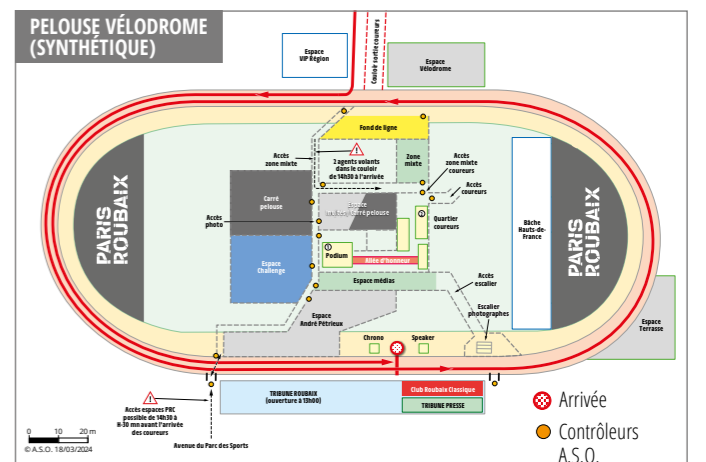 PELOUSE VÉLODROME
(SYNTHÉTIQUE)
Espace
VIP Région
Couloir sortie coureurs
Espace
Vélodrome
Fond de ligne
Accès
zone mixte
2 agents volants
dans le couloir
de 14h30 à l'arrivée
Zone
mixte
Accès
zone mixte
coureurs
Accès
coureurs
PARIS
ROUBAIX
Carré
pelouse
Accès
photo
Espace
Carré pelouse
2
Quartier
coureurs
Bâche
Hauts-de-
France
PARIS
ROUBAIX
1
Podium
Allée d'honneur
Espace
Challenge
Espace médias
Accès
escalier
Espace
André Pétrieux
Escalier
photographes
Espace
Terrasse
Chrono
Speaker
TRIBUNE ROUBAIX
(ouverture à 13h00)
Club Roubaix Classique
TRIBUNE PRESSE
Accès espaces PRC
possible de 14h30 à
H-30 mn avant l'arrivée
des coureurs
Avenue du Parc des Sports
Arrivée
Contrôleurs
A.S.O.
0 10 20 m
© A.S.O. 18/03/2024